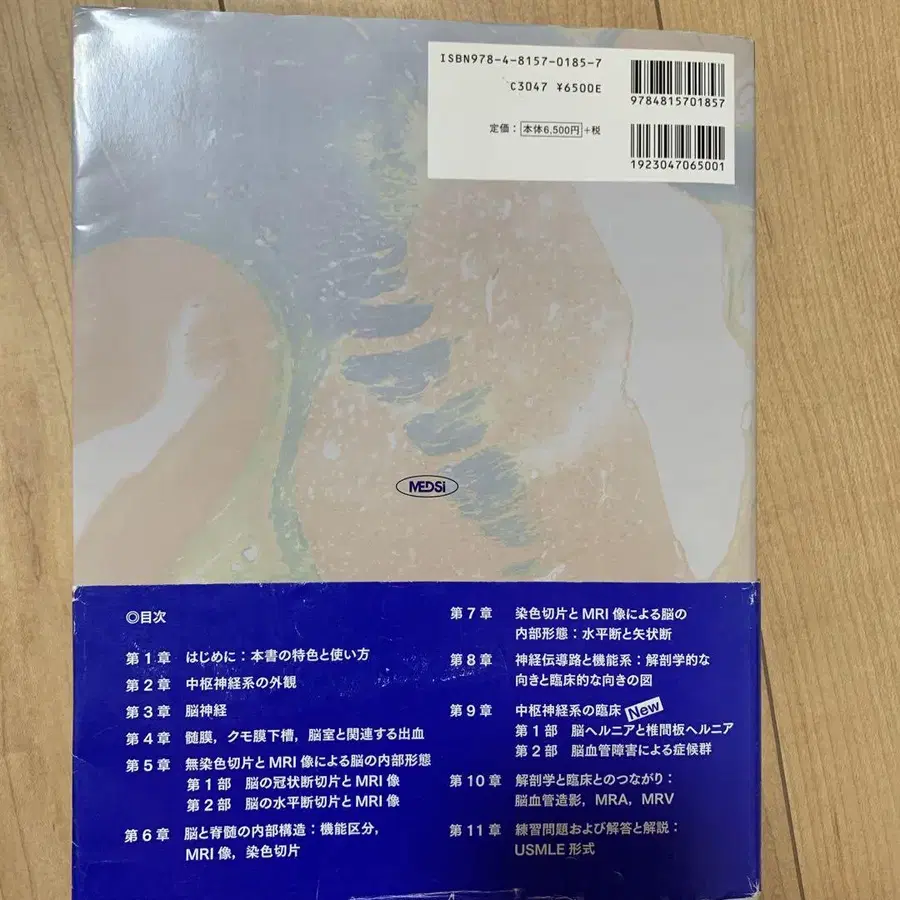 ISBN978-4-8157-0185-7
C3047 ¥6500E
定価：本体6,500円+税
9784815701857
1923047065001
MEDSi
◎目次
第1章 はじめに：本書の特色と使い方
第2章 中枢神経系の外観
第3章 脳神経
第4章 髄膜，クモ膜下槽，脳室と関連する出血
第5章 無染色切片とMRI像による脳の内部形態
第1部 脳の冠状断切片とMRI像
第2部 脳の水平断切片とMRI像
第6章 脳と脊髄の内部構造：機能区分，
MRI像，染色切片
第7章 染色切片とMRI像による脳の
内部形態：水平断と矢状断
第8章 神経伝導路と機能系：解剖学的な
向きと臨床的な向きの図
第9章 中枢神経系の臨床 New
第1部 脳ヘルニアと椎間板ヘルニア
第2部 脳血管障害による症候群
第10章 解剖学と臨床とのつながり：
脳血管造影，MRA，MRV
第11章 練習問題および解答と解説：
USMLE形式